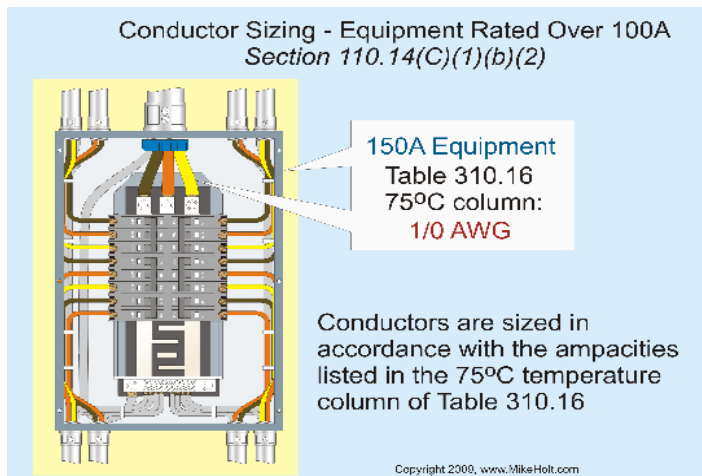 Conductor Sizing - Equipment Rated Over 100A
Section 110.14(C)(1)(b)(2)
150A Equipment
Table 310.16
75ºC column:
1/0 AWG
Conductors are sized in
accordance with the ampacities
listed in the 75ºC temperature
column of Table 310.16
Copyright 2009, www.MikeHolt.com